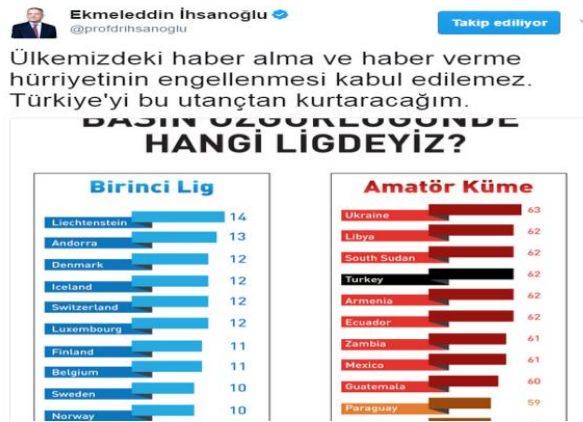 Ekmeleddin İhsanoğlu
@profdrihsanoglu
Takip ediliyor
Ülkemizdeki haber alma ve haber verme
hürriyetinin engellenmesi kabul edilemez.
Türkiye'yi bu utançtan kurtaracağım.
BASIN ÖZGÜRLÜĞÜNDE
HANGİ LİGDEYİZ?
Birinci Lig
Liechtenstein 14
Andorra 13
Denmark 12
Iceland 12
Switzerland 12
Luxembourg 12
Finland 11
Belgium 11
Sweden 10
Norway 10
Amatör Küme
Ukraine 63
Libya 62
South Sudan 62
Turkey 62
Armenia 62
Ecuador 62
Zambia 61
Mexico 61
Guatemala 60
Paraguay 59